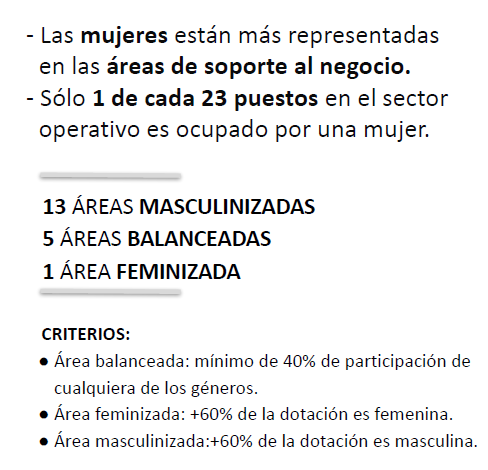 - Las mujeres están más representadas
en las áreas de soporte al negocio.
- Sólo 1 de cada 23 puestos en el sector
operativo es ocupado por una mujer.
13 ÁREAS MASCULINIZADAS
5 ÁREAS BALANCEADAS
1 ÁREA FEMINIZADA
CRITERIOS:
● Área balanceada: mínimo de 40% de participación de
cualquiera de los géneros.
● Área feminizada: +60% de la dotación es femenina.
● Área masculinizada:+60% de la dotación es masculina.